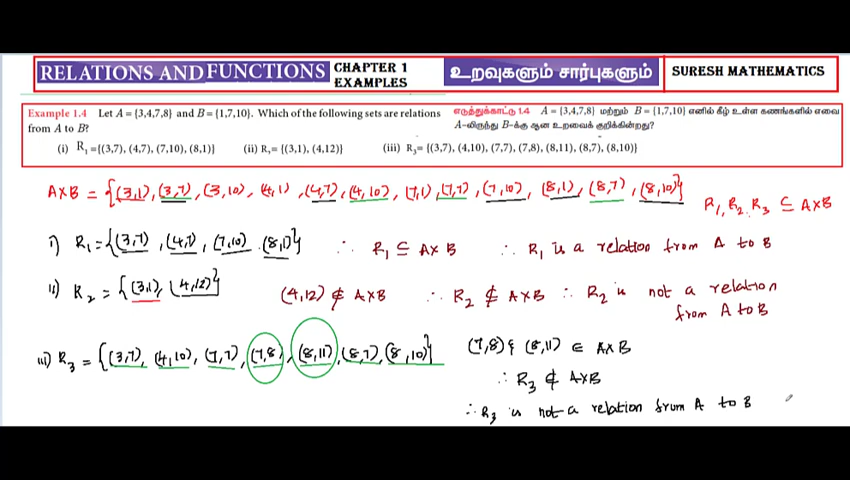 RELATIONS AND FUNCTIONS CHAPTER 1 EXAMPLES உறவுகளும் சார்புகளும் SURESH MATHEMATICS
Example 1.4 Let A = {3,4,7,8} and B = {1,7,10}. Which of the following sets are relations
from A to B?
எடுத்துக்காட்டு 1.4 A = {3,4,7,8} மற்றும் B = {1,7,10} எனில் கீழ் உள்ள கணங்களில் எவை
A-லிருந்து B-க்கு ஆன உறவைக் குறிக்கின்றது?
(i) R₁={(3,7), (4,7), (7,10), (8,1)} (ii) R₂= {(3,1), (4,12)} (iii) R₃= {(3,7), (4,10), (7,7), (7,8), (8,11), (8,7), (8,10)}
A×B = {(3,1), (3,7), (3,10), (4,1), (4,7), (4,10), (7,1), (7,7), (7,10), (8,1), (8,7), (8,10)}
R₁, R₂, R₃ ⊆ A×B
i) R₁ = {(3,7), (4,7), (7,10), (8,1)} ∴ R₁ ⊆ A×B ∴ R₁ is a relation from A to B
ii) R₂ = {(3,1), (4,12)} (4,12) ∉ A×B ∴ R₂ ⊄ A×B ∴ R₂ is not a relation
from A to B
iii) R₃ = {(3,7), (4,10), (7,7), (7,8), (8,11), (8,7), (8,10)} (7,8) & (8,11) ∈ A×B
∴ R₃ ⊄ A×B
∴ R₃ is not a relation from A to B